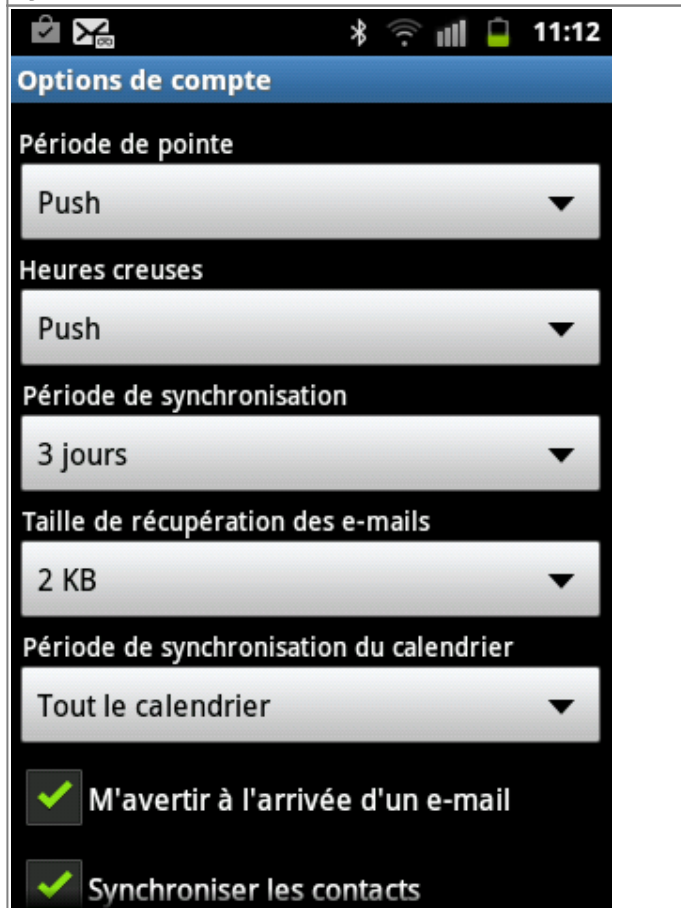 11:12
Options de compte
Période de pointe
Push
Heures creuses
Push
Période de synchronisation
3 jours
Taille de récupération des e-mails
2 KB
Période de synchronisation du calendrier
Tout le calendrier
M'avertir à l'arrivée d'un e-mail
Synchroniser les contacts